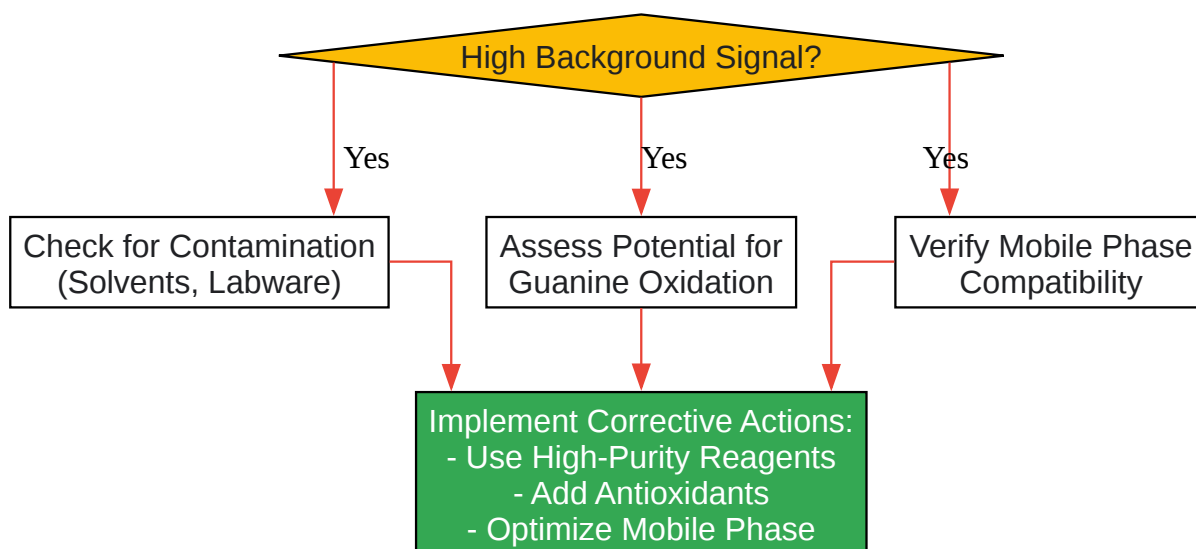 High Background Signal?
Yes
Yes
Yes
Check for Contamination
(Solvents, Labware)
Assess Potential for
Guanine Oxidation
Verify Mobile Phase
Compatibility
Implement Corrective Actions:
- Use High-Purity Reagents
- Add Antioxidants
- Optimize Mobile Phase